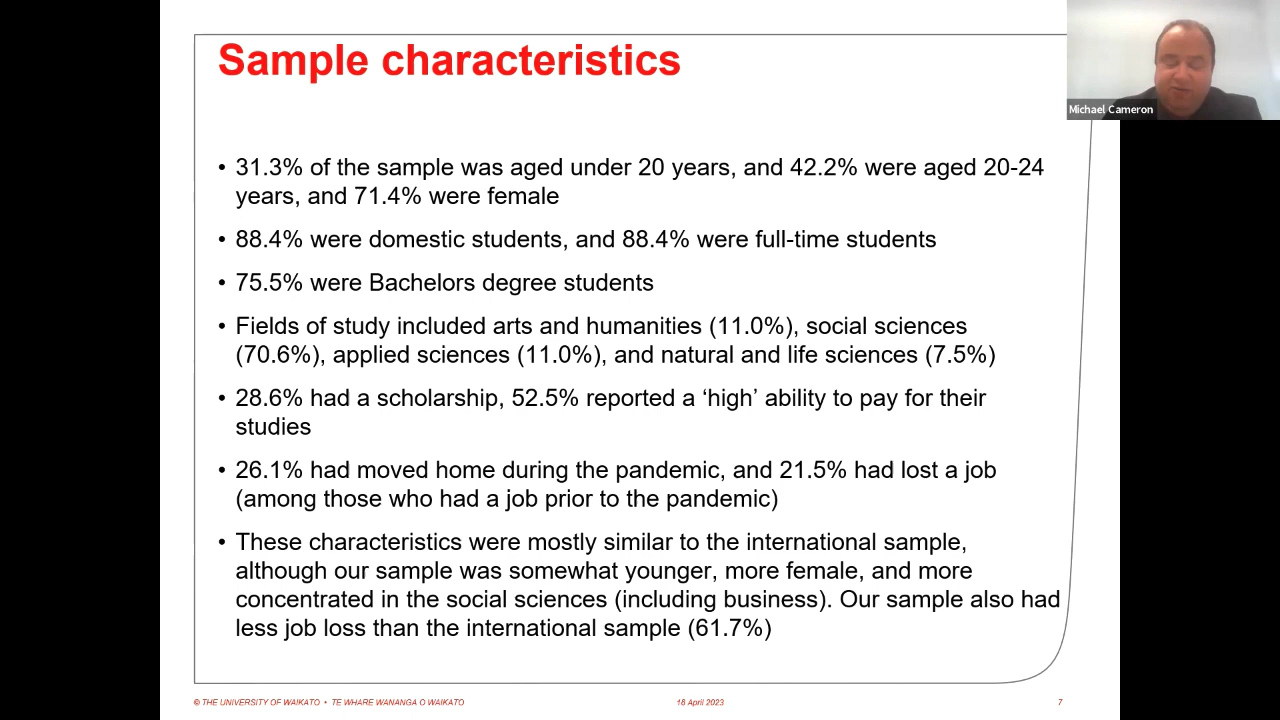 Sample characteristics
Michael Cameron
• 31.3% of the sample was aged under 20 years, and 42.2% were aged 20-24
years, and 71.4% were female
• 88.4% were domestic students, and 88.4% were full-time students
• 75.5% were Bachelors degree students
• Fields of study included arts and humanities (11.0%), social sciences
(70.6%), applied sciences (11.0%), and natural and life sciences (7.5%)
• 28.6% had a scholarship, 52.5% reported a ‘high’ ability to pay for their
studies
• 26.1% had moved home during the pandemic, and 21.5% had lost a job
(among those who had a job prior to the pandemic)
• These characteristics were mostly similar to the international sample,
although our sample was somewhat younger, more female, and more
concentrated in the social sciences (including business). Our sample also had
less job loss than the international sample (61.7%)
© THE UNIVERSITY OF WAIKATO • TE WHARE WANANGA O WAIKATO
18 April 2023
7